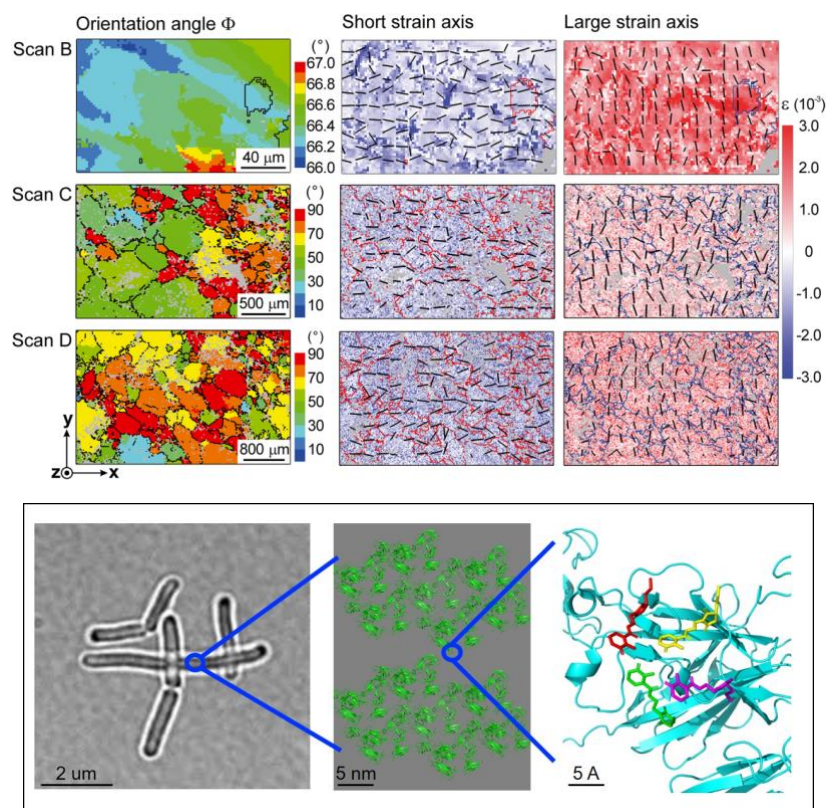 Orientation angle Φ Short strain axis Large strain axis
Scan B (°)
67.0
66.8
66.6
66.4
66.2
66.0
40 μm
ε (10⁻³)
3.0
2.0
1.0
0
-1.0
-2.0
-3.0
Scan C (°)
90
70
50
30
10
500 μm
Scan D (°)
90
70
50
30
10
800 μm
y
z x
2 um 5 nm 5 A